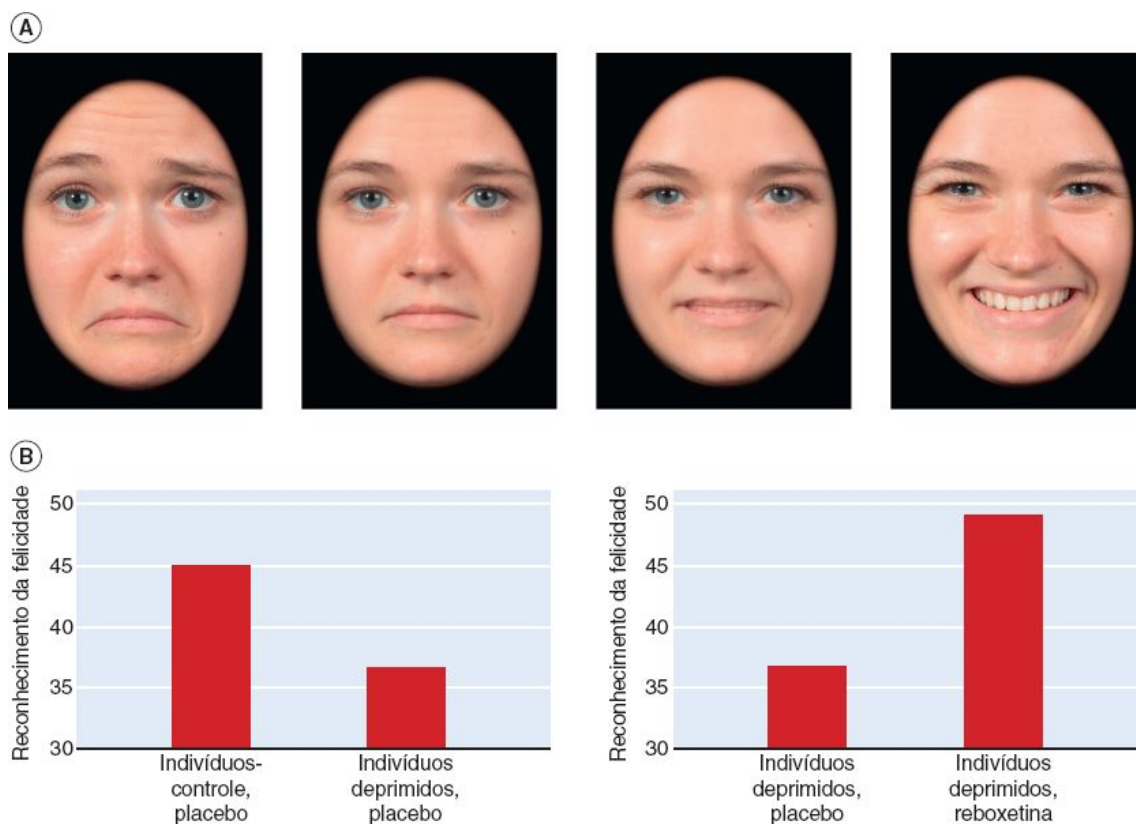 A
B
Reconhecimento da felicidade
50
45
40
35
30
Indivíduos-
controle,
placebo
Indivíduos
deprimidos,
placebo
Reconhecimento da felicidade
50
45
40
35
30
Indivíduos
deprimidos,
placebo
Indivíduos
deprimidos,
reboxetina